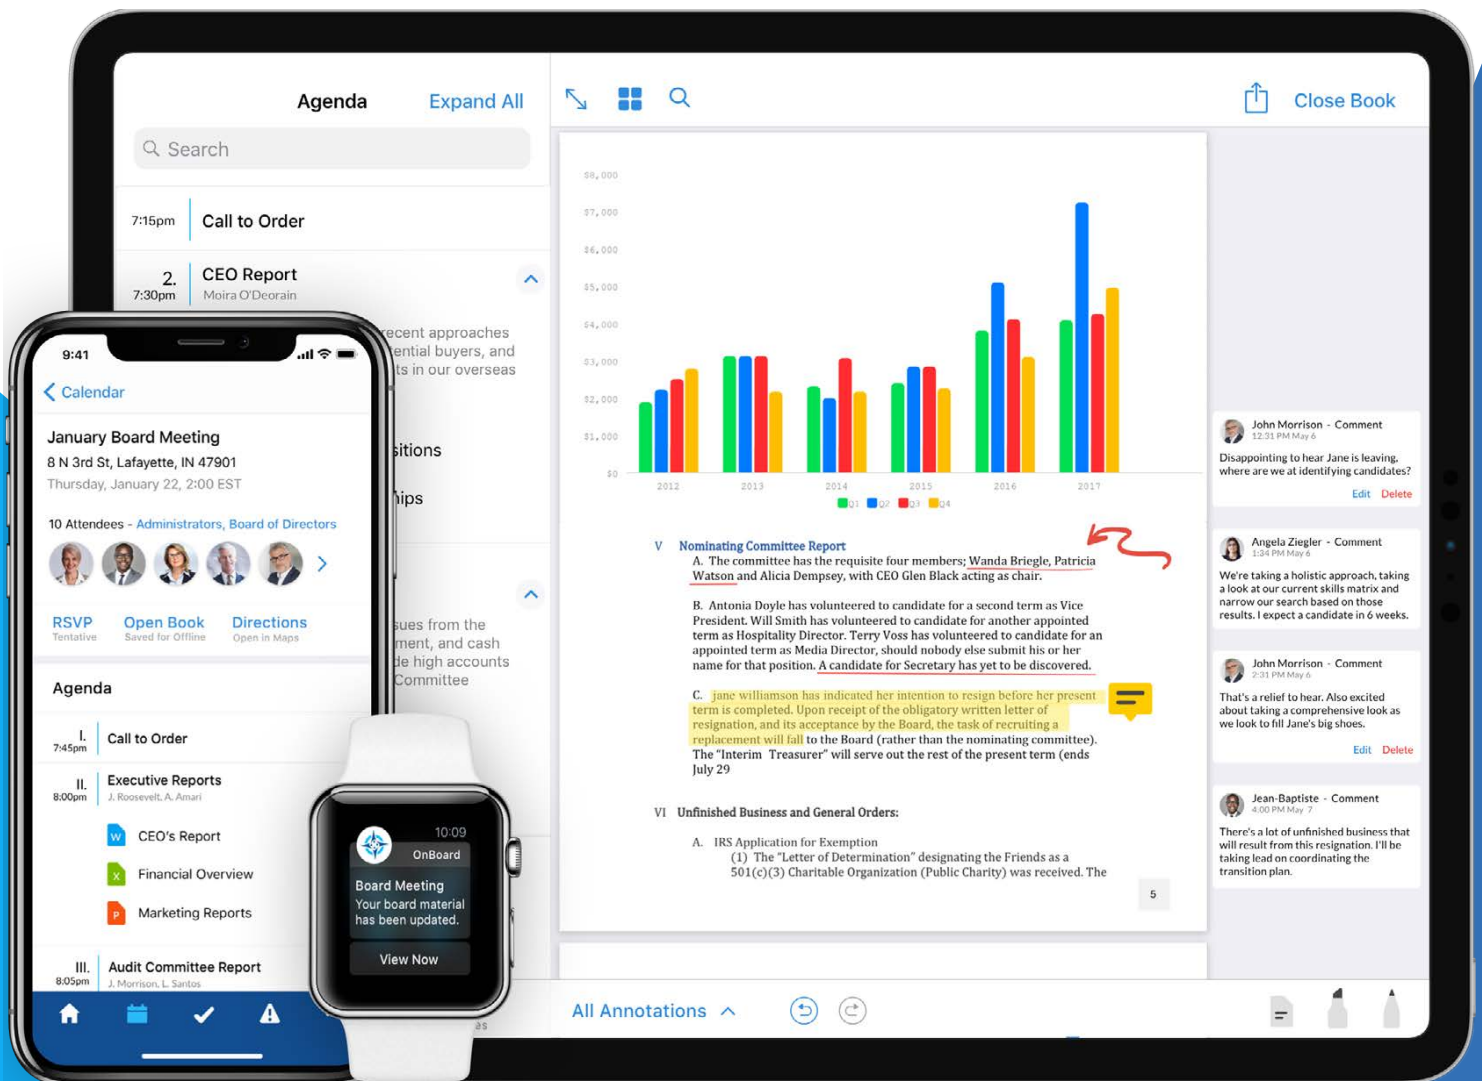 Agenda
Expand All
Search
7:15pm
Call to Order
2.
7:30pm
CEO Report
Moira O'Deorain
recent approaches
ential buyers, and
ts in our overseas
sitions
ips
sues from the
ment, and cash
de high accounts
Committee
Close Book
$8,000
$7,000
$6,000
$5,000
$4,000
$3,000
$2,000
$1,000
$0
2012 2013 2014 2015 2016 2017
Q1 Q2 Q3 Q4
V Nominating Committee Report
A. The committee has the requisite four members; Wanda Briegle, Patricia
Watson and Alicia Dempsey, with CEO Glen Black acting as chair.
B. Antonia Doyle has volunteered to candidate for a second term as Vice
President. Will Smith has volunteered to candidate for another appointed
term as Hospitality Director. Terry Voss has volunteered to candidate for an
appointed term as Media Director, should nobody else submit his or her
name for that position. A candidate for Secretary has yet to be discovered.
C. jane williamson has indicated her intention to resign before her present
term is completed. Upon receipt of the obligatory written letter of
resignation, and its acceptance by the Board, the task of recruiting a
replacement will fall to the Board (rather than the nominating committee).
The "Interim Treasurer" will serve out the rest of the present term (ends
July 29
VI Unfinished Business and General Orders:
A. IRS Application for Exemption
(1) The "Letter of Determination" designating the Friends as a
501(c)(3) Charitable Organization (Public Charity) was received. The
5
John Morrison - Comment
12:31 PM May 6
Disappointing to hear Jane is leaving,
where are we at identifying candidates?
Edit Delete
Angela Ziegler - Comment
1:34 PM May 6
We're taking a holistic approach, taking
a look at our current skills matrix and
narrow our search based on those
results. I expect a candidate in 6 weeks.
John Morrison - Comment
2:31 PM May 6
That's a relief to hear. Also excited
about taking a comprehensive look as
we look to fill Jane's big shoes.
Edit Delete
Jean-Baptiste - Comment
4:00 PM May 7
There's a lot of unfinished business that
will result from this resignation. I'll be
taking lead on coordinating the
transition plan.
All Annotations
9:41
Calendar
January Board Meeting
8 N 3rd St, Lafayette, IN 47901
Thursday, January 22, 2:00 EST
10 Attendees - Administrators, Board of Directors
RSVP
Tentative
Open Book
Saved for Offline
Directions
Open in Maps
Agenda
I.
7:45pm
Call to Order
II.
8:00pm
Executive Reports
J. Roosevelt, A. Amari
W CEO's Report
X Financial Overview
P Marketing Reports
III.
8:05pm
Audit Committee Report
J. Morrison, L. Santos
10:09
OnBoard
Board Meeting
Your board material
has been updated.
View Now
as